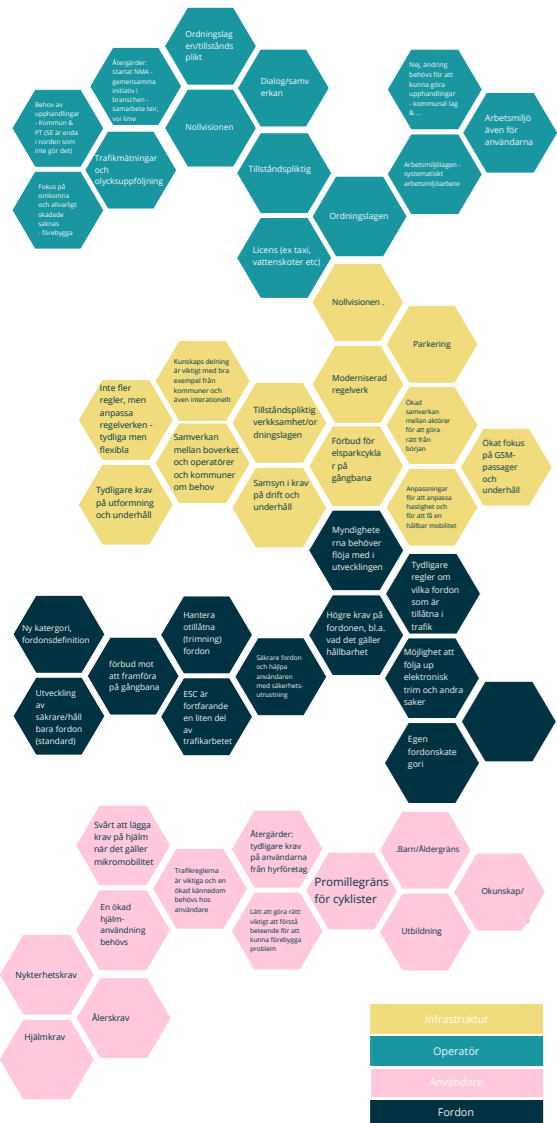 Ordningslag
en/tillstånds
plikt
Återgärder:
startat NMA -
gemensamma
initiativ i
branschen -
samarbete teir,
voi lime
Dialog/samv
erkan
Behov av
upphandlingar
- Kommun &
PT (SE är enda
i norden som
inte gör det)
Nollvisionen
Trafikmätningar
och
olycksuppföljning
Tillståndspliktig
Fokus på
omkomna
och allvarligt
skadade
saknas
- förebygga
Licens (ex taxi,
vattenskoter etc)
Nej, ändring
behövs för att
kunna göra
upphandlingar
- kommunal lag
& ...
Arbetsmiljö
även för
användarna
Arbetsmiljölagen -
systematiskt
arbetsmiljöarbete
Ordningslagen
Nollvisionen .
Parkering
Kunskaps delning
är viktigt med bra
exempel från
kommuner och
även interationellt
Moderniserad
regelverk
Inte fler
regler, men
anpassa
regelverken -
tydliga men
flexibla
Tillståndspliktig
verkksamhet/or
dningslagen
Ökad
samverkan
mellan aktörer
för att göra
rätt från
början
Samverkan
mellan boverket
och operatörer
och kommuner
om behov
Förbud för
elsparkcykla
r på
gångbana
Ökat fokus
på GSM-
passager
och
underhåll
Tydligare krav
på utformning
och underhåll
Samsyn i krav
på drift och
underhåll
Anpassningar
för att anpassa
hastighet och
för att få en
hållbar mobilitet
Myndighete
rna behöver
flöja med i
utvecklingen
Tydligare
regler om
vilka fordon
som är
tillåtna i
trafik
Ny katergori,
fordonsdefinition
Hantera
otillåtna
(trimning)
fordon
Högre krav på
fordonen, bl.a.
vad det gäller
hållbarhet
förbud mot
att framföra
på gångbana
Säkrare fordon
och häjlpa
användaren
med säkerhets-
utrustning
Möjlighet att
följa up
elektronisk
trim och andra
saker
Utveckling
av
säkrare/håll
bara fordon
(standard)
ESC är
fortfarande
en liten del
av
trafikarbetet
Egen
fordonskate
gori
Svårt att lägga
krav på hjälm
när det gäller
mikromobilitet
Återgärder:
tydligare krav
på användarna
från hyrföretag
.Barn/Åldergräns
Trafikreglerna
är viktiga och en
ökad kännedom
behövs hos
användare
Promillegräns
för cyklister
Okunskap/
En ökad
hjälm-
användning
behövs
Lätt att göra rätt:
viktigt att förstå
beteende för att
kunna förebygga
problem
Utbildning
Nykterhetskrav
Ålerskrav
Hjälmkrav
Infrastruktur
Operatör
Användare
Fordon